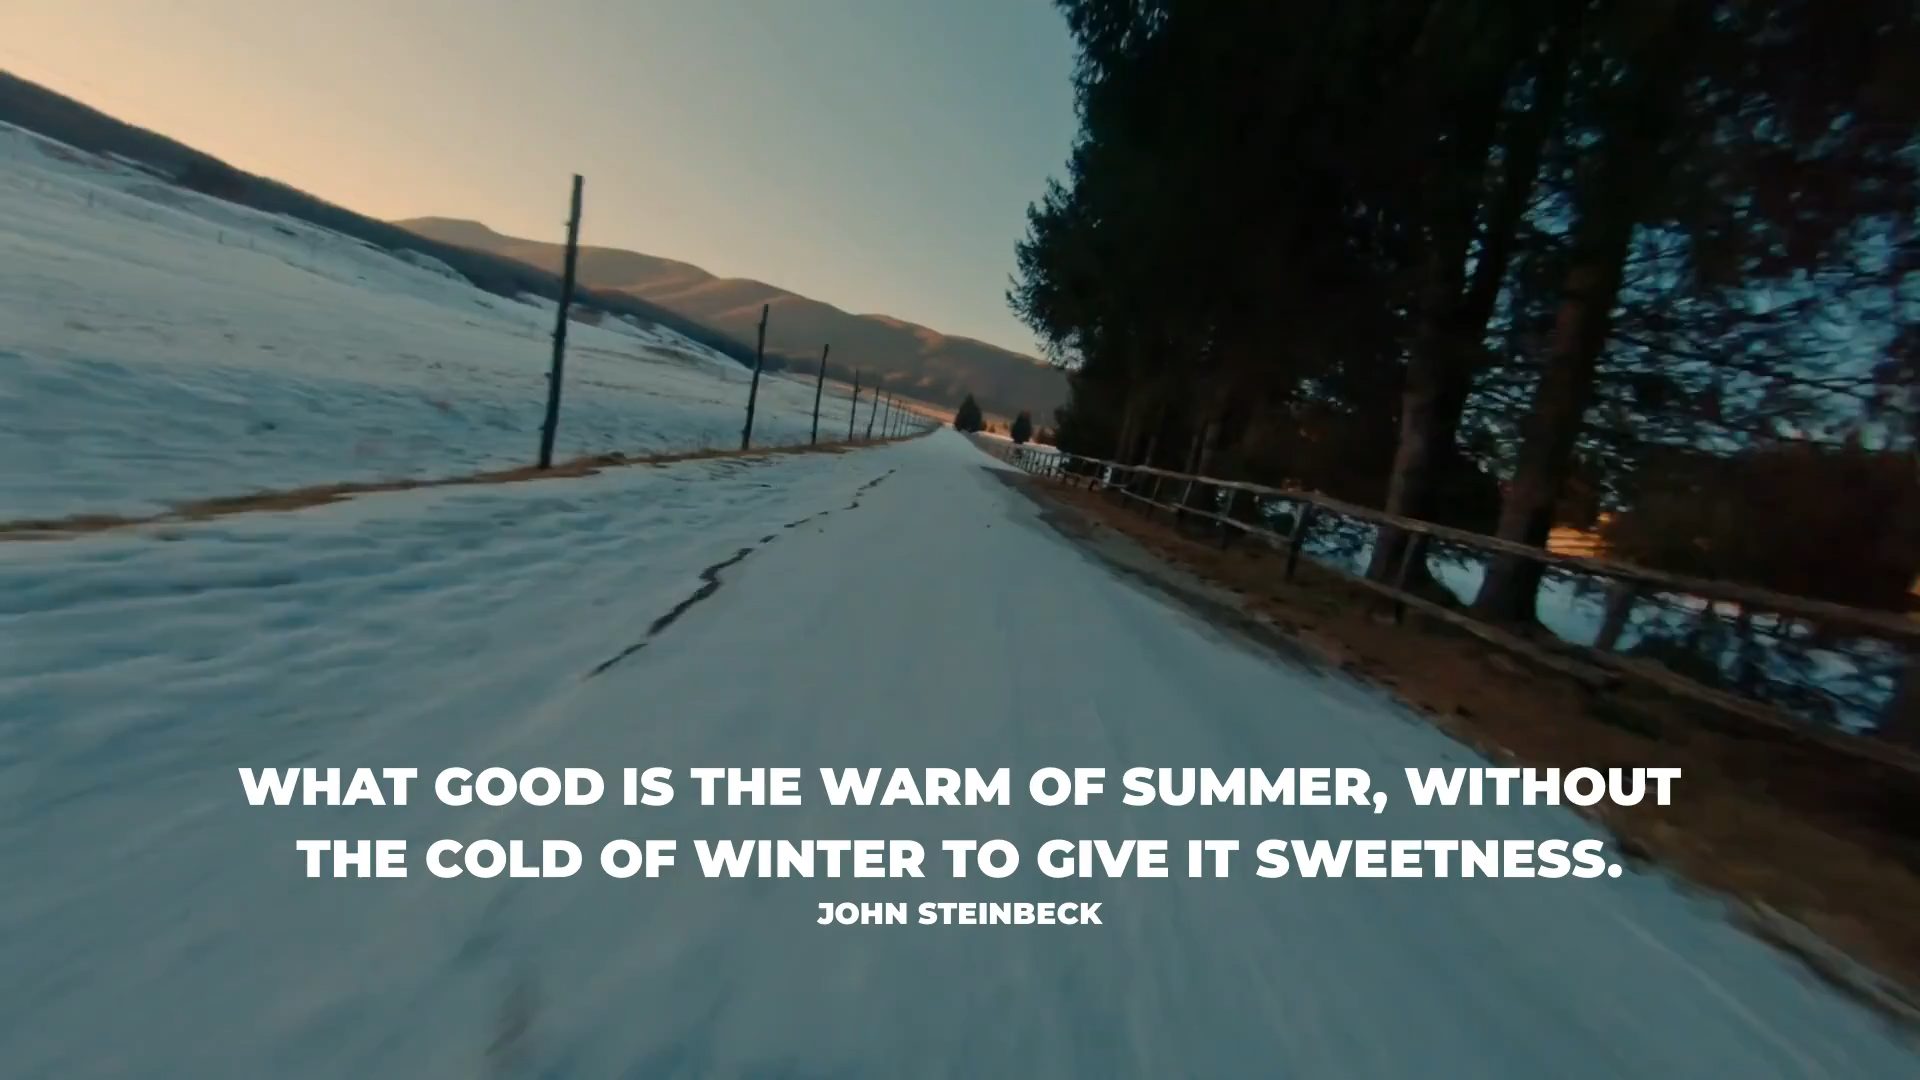 WHAT GOOD IS THE WARM OF SUMMER, WITHOUT
THE COLD OF WINTER TO GIVE IT SWEETNESS.
JOHN STEINBECK